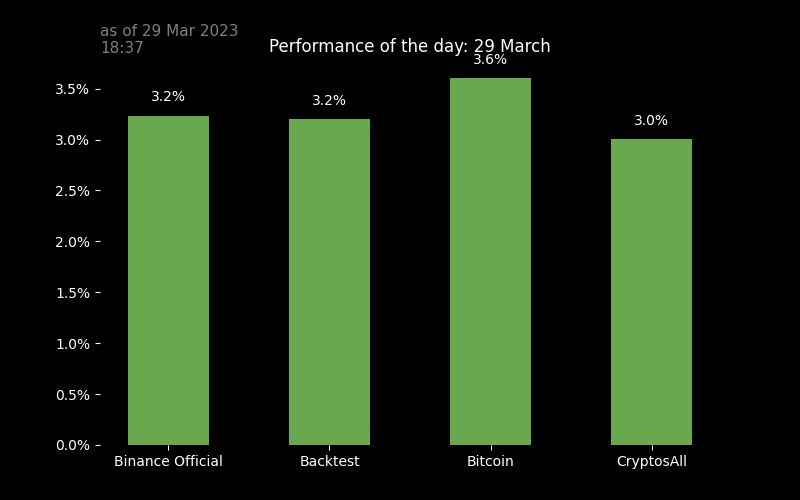 as of 29 Mar 2023
18:37
Performance of the day: 29 March
3.6%
3.5%
3.2%
3.2%
3.0%
3.0%
2.5%
2.0%
1.5%
1.0%
0.5%
0.0%
Binance Official
Backtest
Bitcoin
CryptosAll